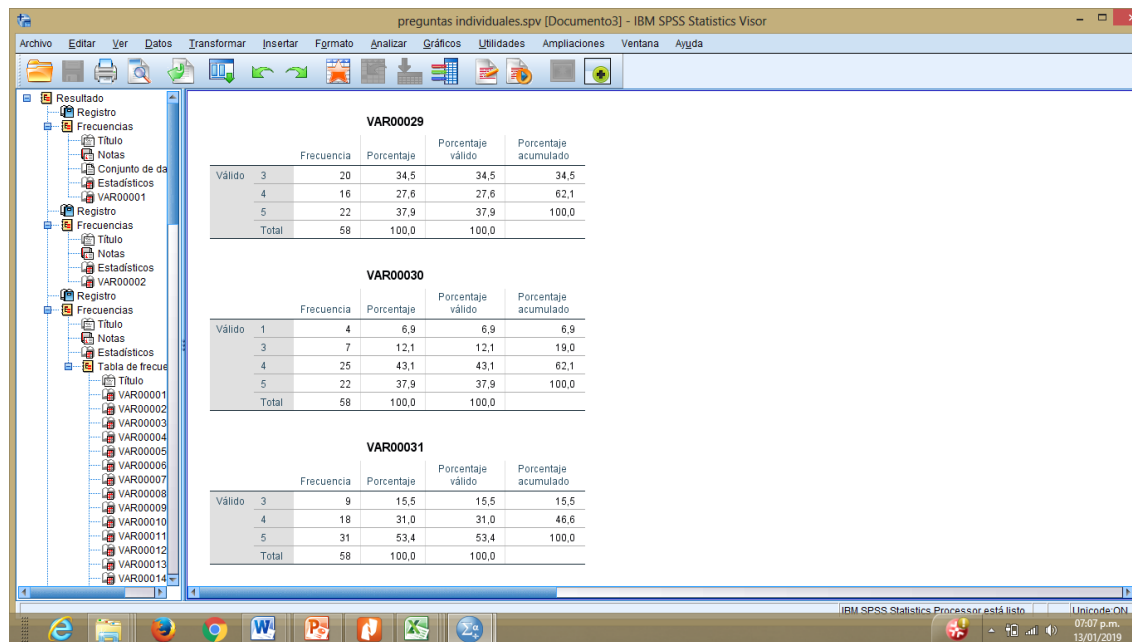 preguntas individuales.spv [Documento3] - IBM SPSS Statistics Visor
Archivo Editar Ver Datos Transformar Insertar Formato Analizar Gráficos Utilidades Ampliaciones Ventana Ayuda
Resultado
Registro
Frecuencias
Título
Notas
Conjunto de da
Estadísticos
VAR00001
Registro
Frecuencias
Título
Notas
Estadísticos
VAR00002
Registro
Frecuencias
Título
Notas
Estadísticos
Tabla de frecue
Título
VAR00001
VAR00002
VAR00003
VAR00004
VAR00005
VAR00006
VAR00007
VAR00008
VAR00009
VAR00010
VAR00011
VAR00012
VAR00013
VAR00014
VAR00029
Frecuencia Porcentaje Porcentaje válido Porcentaje acumulado
Válido 3 20 34,5 34,5 34,5
4 16 27,6 27,6 62,1
5 22 37,9 37,9 100,0
Total 58 100,0 100,0
VAR00030
Frecuencia Porcentaje Porcentaje válido Porcentaje acumulado
Válido 1 4 6,9 6,9 6,9
3 7 12,1 12,1 19,0
4 25 43,1 43,1 62,1
5 22 37,9 37,9 100,0
Total 58 100,0 100,0
VAR00031
Frecuencia Porcentaje Porcentaje válido Porcentaje acumulado
Válido 3 9 15,5 15,5 15,5
4 18 31,0 31,0 46,6
5 31 53,4 53,4 100,0
Total 58 100,0 100,0
IBM SPSS Statistics Processor está listo Unicode:ON
07:07 p.m.
13/01/2019